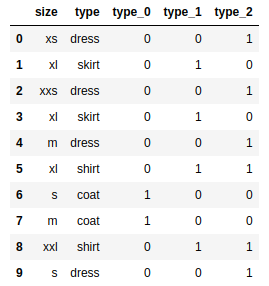 size type type_0 type_1 type_2
0 xs dress 0 0 1
1 xl skirt 0 1 0
2 xxs dress 0 0 1
3 xl skirt 0 1 0
4 m dress 0 0 1
5 xl shirt 0 1 1
6 s coat 1 0 0
7 m coat 1 0 0
8 xxl shirt 0 1 1
9 s dress 0 0 1